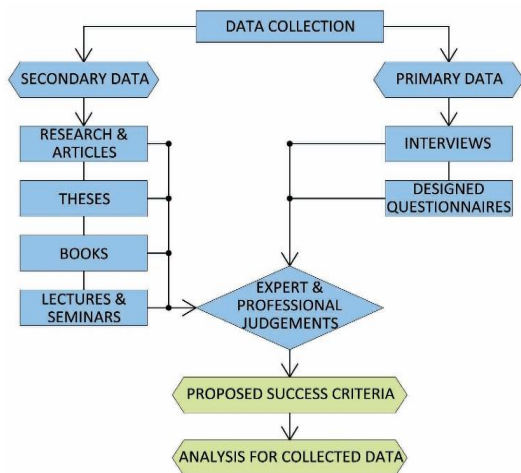 DATA COLLECTION
SECONDARY DATA
PRIMARY DATA
RESEARCH &
ARTICLES
INTERVIEWS
THESES
DESIGNED
QUESTIONNAIRES
BOOKS
LECTURES &
SEMINARS
EXPERT &
PROFESSIONAL
JUDGEMENTS
PROPOSED SUCCESS CRITERIA
ANALYSIS FOR COLLECTED DATA